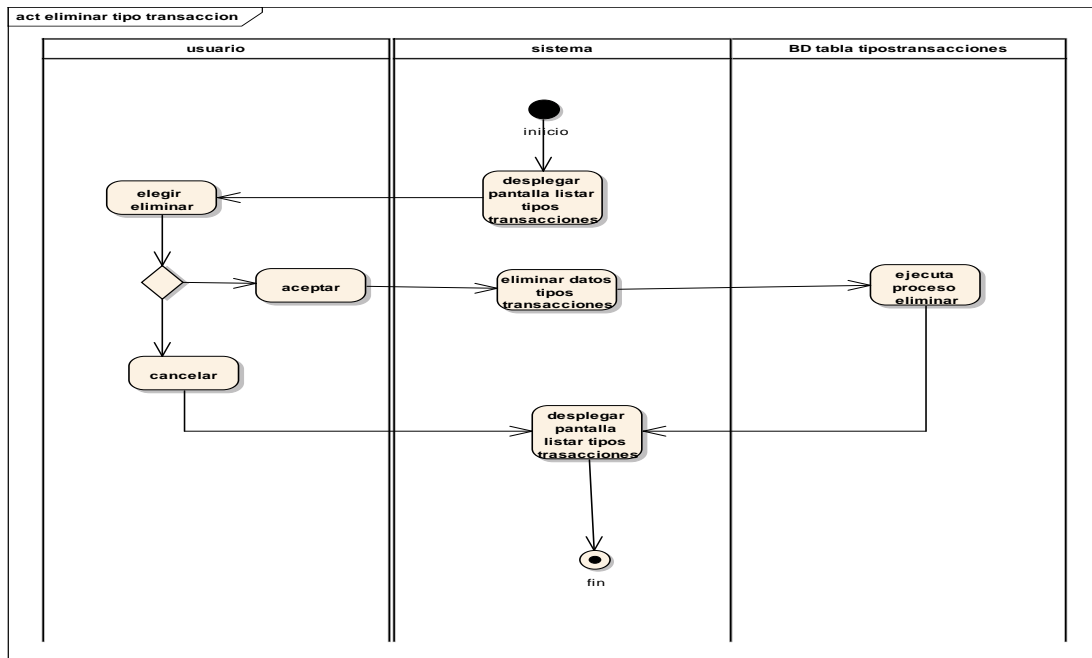 act eliminar tipo transaccion
usuario
sistema
BD tabla tipostransacciones
iniicio
desplegar
pantalla listar
tipos
transacciones
elegir
eliminar
aceptar
eliminar datos
tipos
transacciones
ejecuta
proceso
eliminar
cancelar
desplegar
pantalla
listar tipos
trasacciones
fin